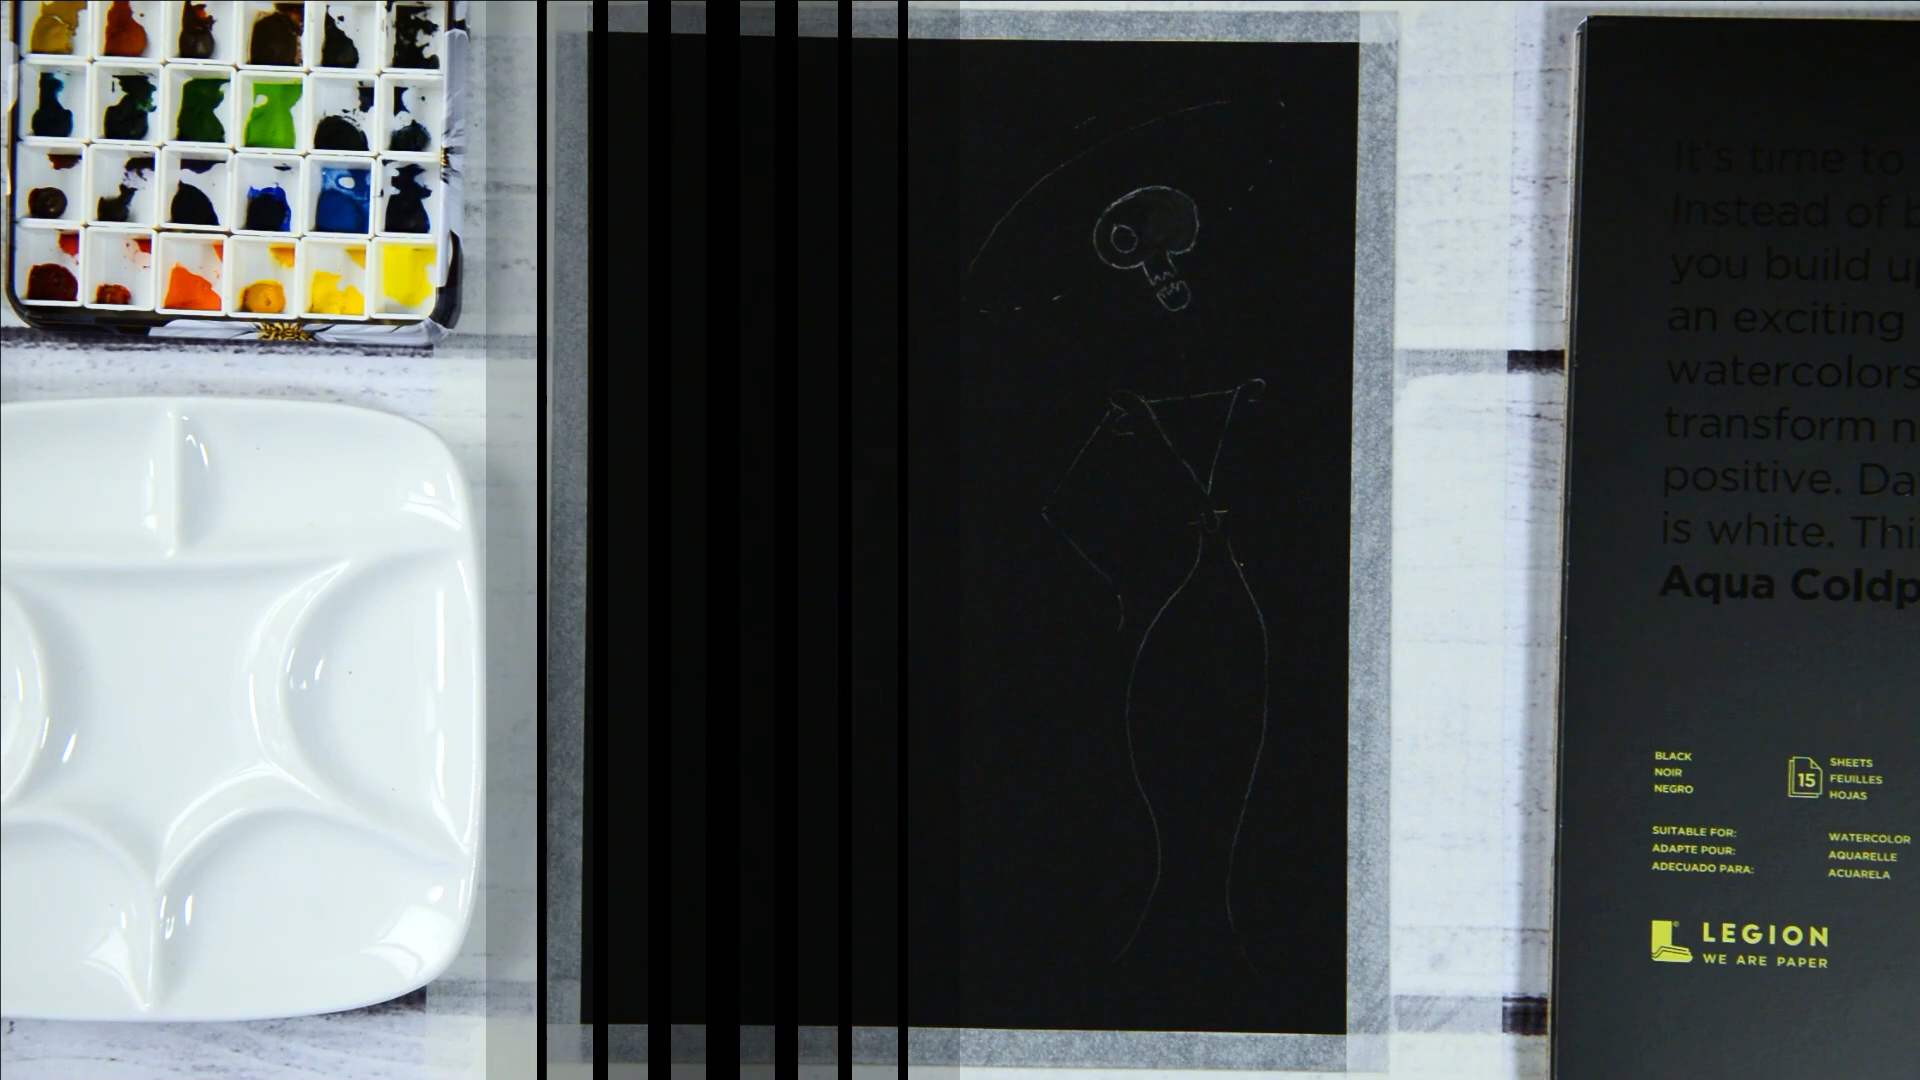 It's time to
Instead of b
you build up
an exciting
watercolors
transform n
positive. Da
is white. Thi
Aqua Coldp
BLACK
NOIR
NEGRO
15
SHEETS
FEUILLES
HOJAS
SUITABLE FOR:
ADAPTE POUR:
ADECUADO PARA:
WATERCOLOR
AQUARELLE
ACUARELA
LEGION
WE ARE PAPER